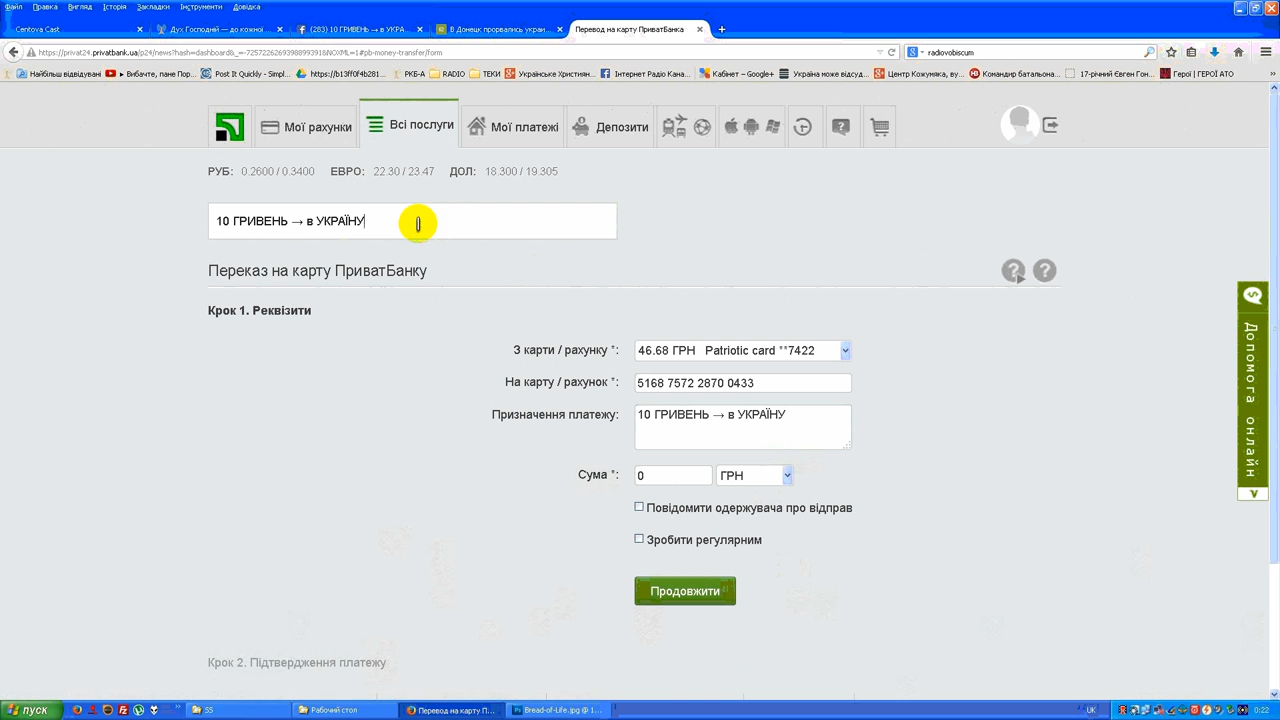 Файл Правка Вигляд Історія Закладки Інструменти Довідка
Centova Cast
Дух Господній — до кожної
(283) 10 ГРИВЕНЬ → в УКРА...
В Донецк прорвались украи...
Перевод на карту ПриватБанка
https://privat24.privatbank.ua/p24/news?hash=dashboard&_=-7257226269398899391&NOXML=1#pb-money-transfer/form
radiovobiscum
Найбільш відвідувані
Вибачте, пане Пор...
Post It Quickly - Simpl...
https://b13ff0f4b281...
РКБ-А
RADIO
ТЕКИ
Українське Християн...
Інтернет Радіо Кана...
Кабінет – Google+
Україна може відсуд...
Центр Кожумяка, ву...
Командир батальона...
17-річний Євген Гон...
Герої | ГЕРОЇ АТО
Мої рахунки
Всі послуги
Мої платежі
Депозити
РУБ: 0.2600 / 0.3400 ЕВРО: 22.30 / 23.47 ДОЛ: 18.300 / 19.305
10 ГРИВЕНЬ → в УКРАЇНУ
Переказ на карту ПриватБанку
Крок 1. Реквізити
З карти / рахунку *: 46.68 ГРН Patriotic card **7422
На карту / рахунок *: 5168 7572 2870 0433
Призначення платежу: 10 ГРИВЕНЬ → в УКРАЇНУ
Сума *: 0 ГРН
Повідомити одержувача про відправ
Зробити регулярним
Продовжити
Допомога онлайн
Крок 2. Підтвердження платежу
пуск
Рабочий стол
Перевод на карту П...
Bread-of-Life.jpg @ 1...
UK
0:22